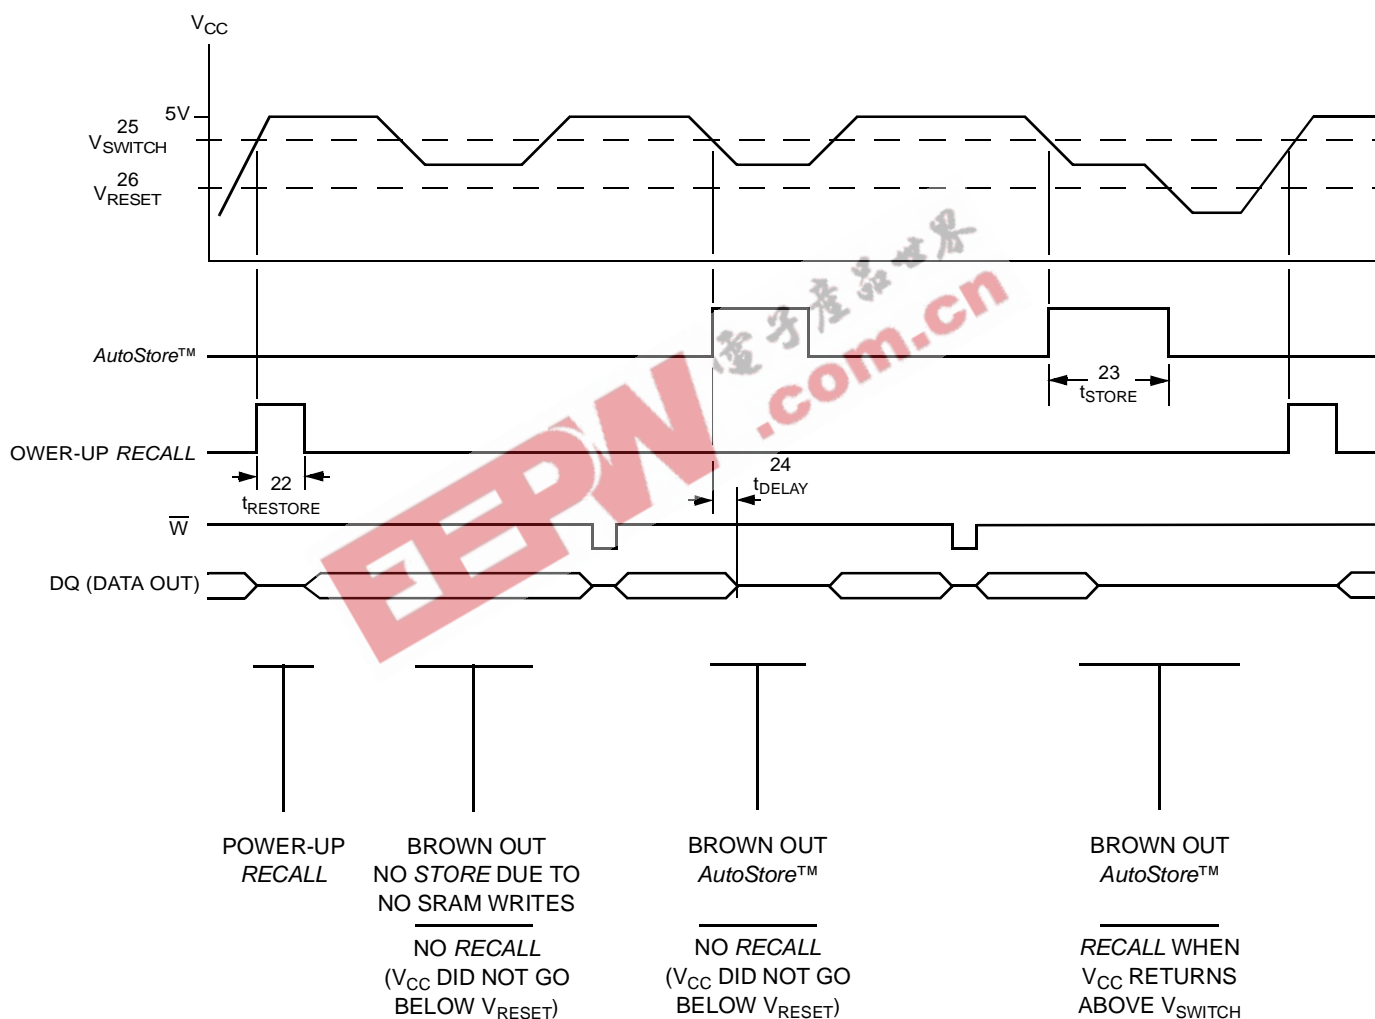 VCC
5V
25
VSWITCH
26
VRESET
電子產品世界
.com.cn
EEPW
AutoStore™
23
tSTORE
OWER-UP RECALL
22
tRESTORE
24
tDELAY
W
DQ (DATA OUT)
POWER-UP
RECALL
BROWN OUT
NO STORE DUE TO
NO SRAM WRITES
NO RECALL
(VCC DID NOT GO
BELOW VRESET)
BROWN OUT
AutoStore™
NO RECALL
(VCC DID NOT GO
BELOW VRESET)
BROWN OUT
AutoStore™
RECALL WHEN
VCC RETURNS
ABOVE VSWITCH